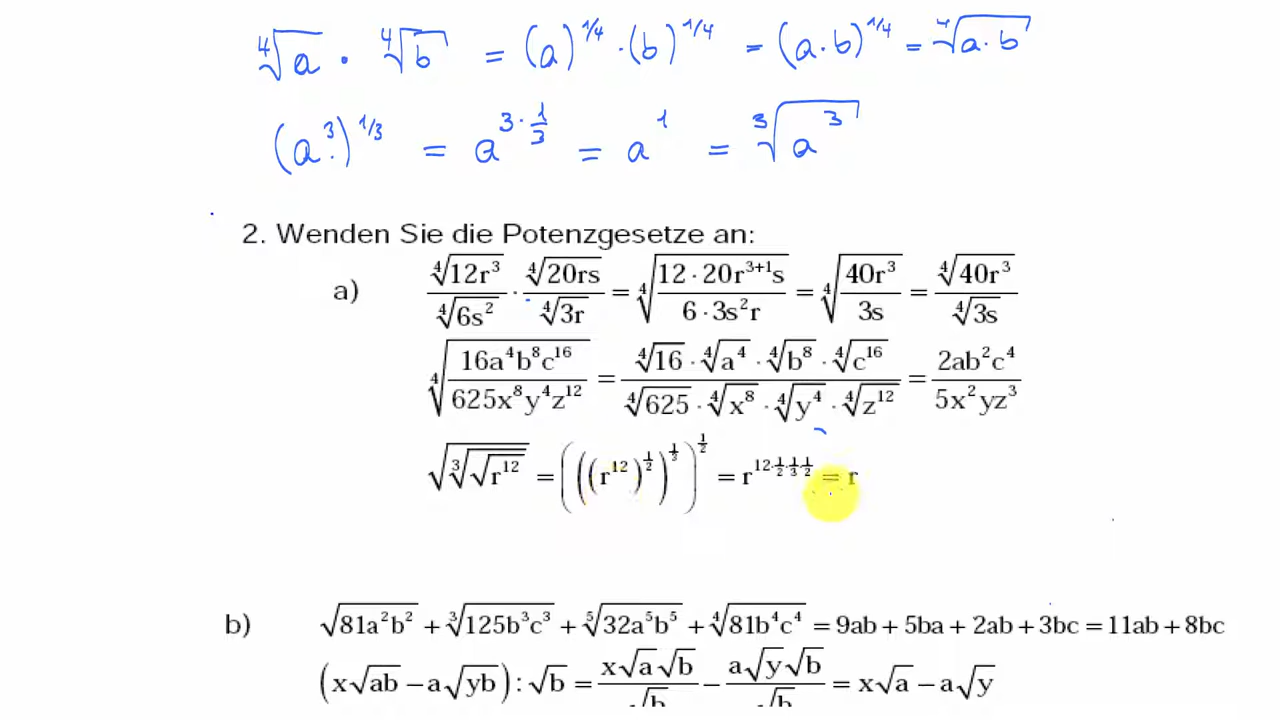 ⁴√a · ⁴√b = (a)^1/4 · (b)^1/4 = (a·b)^1/4 = ⁴√(a·b)
(a³·)^1/3 = a^(3·1/3) = a¹ = ³√(a³)
2. Wenden Sie die Potenzgesetze an:
a) ⁴√(12r³)/⁴√(6s²) · ⁴√(20rs)/⁴√(3r) = ⁴√((12·20r³⁺¹s)/(6·3s²r)) = ⁴√(40r³/3s) = ⁴√(40r³)/⁴√(3s)
⁴√(16a⁴b⁸c¹⁶/625x⁸y⁴z¹²) = (⁴√16 · ⁴√(a⁴) · ⁴√(b⁸) · ⁴√(c¹⁶))/(⁴√625 · ⁴√(x⁸) · ⁴√(y⁴) · ⁴√(z¹²)) = 2ab²c⁴/5x²yz³
√(³√(√(r¹²))) = (((r¹²)^½)^⅓)^½ = r^(12·½·⅓·½) = r
b) √(81a²b²) + ³√(125b³c³) + ⁵√(32a⁵b⁵) + ⁴√(81b⁴c⁴) = 9ab + 5ba + 2ab + 3bc = 11ab + 8bc
(x√ab − a√yb) : √b = x√a√b/√b − a√y√b/√b = x√a − a√y